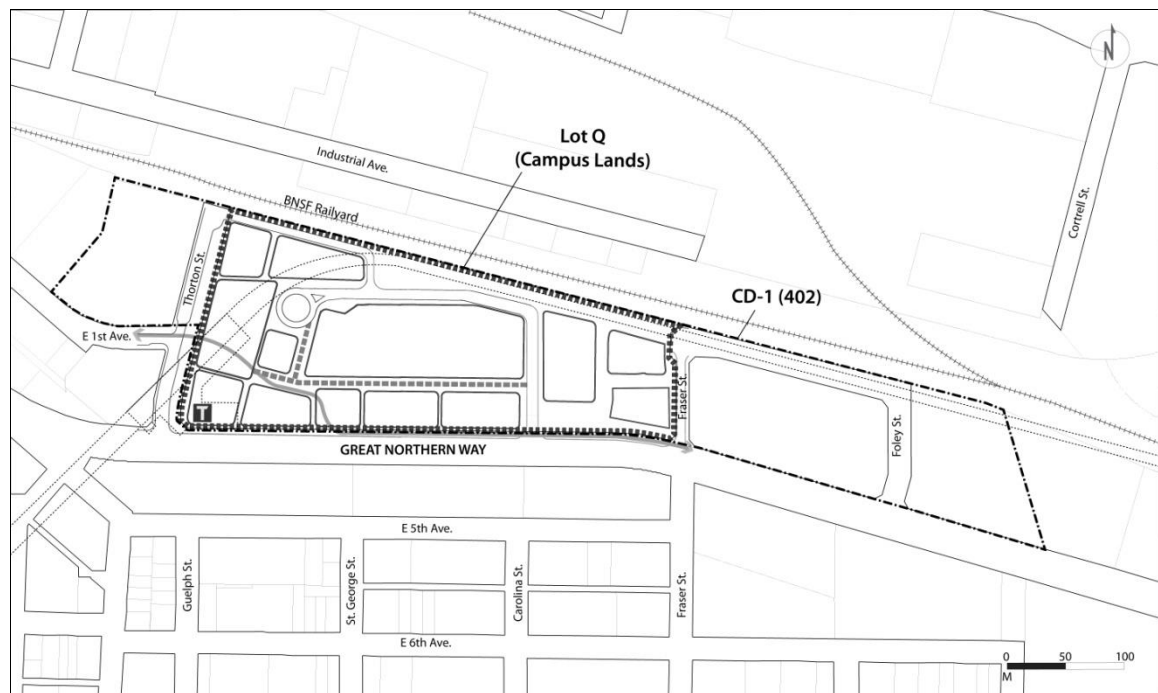 N
Lot Q
(Campus Lands)
Industrial Ave.
BNSF Railyard
Cortrell St.
Thorton St.
CD-1 (402)
E 1st Ave.
Fraser St.
Foley St.
T
GREAT NORTHERN WAY
E 5th Ave.
Guelph St.
St. George St.
Carolina St.
Fraser St.
E 6th Ave.
0 50 100
M